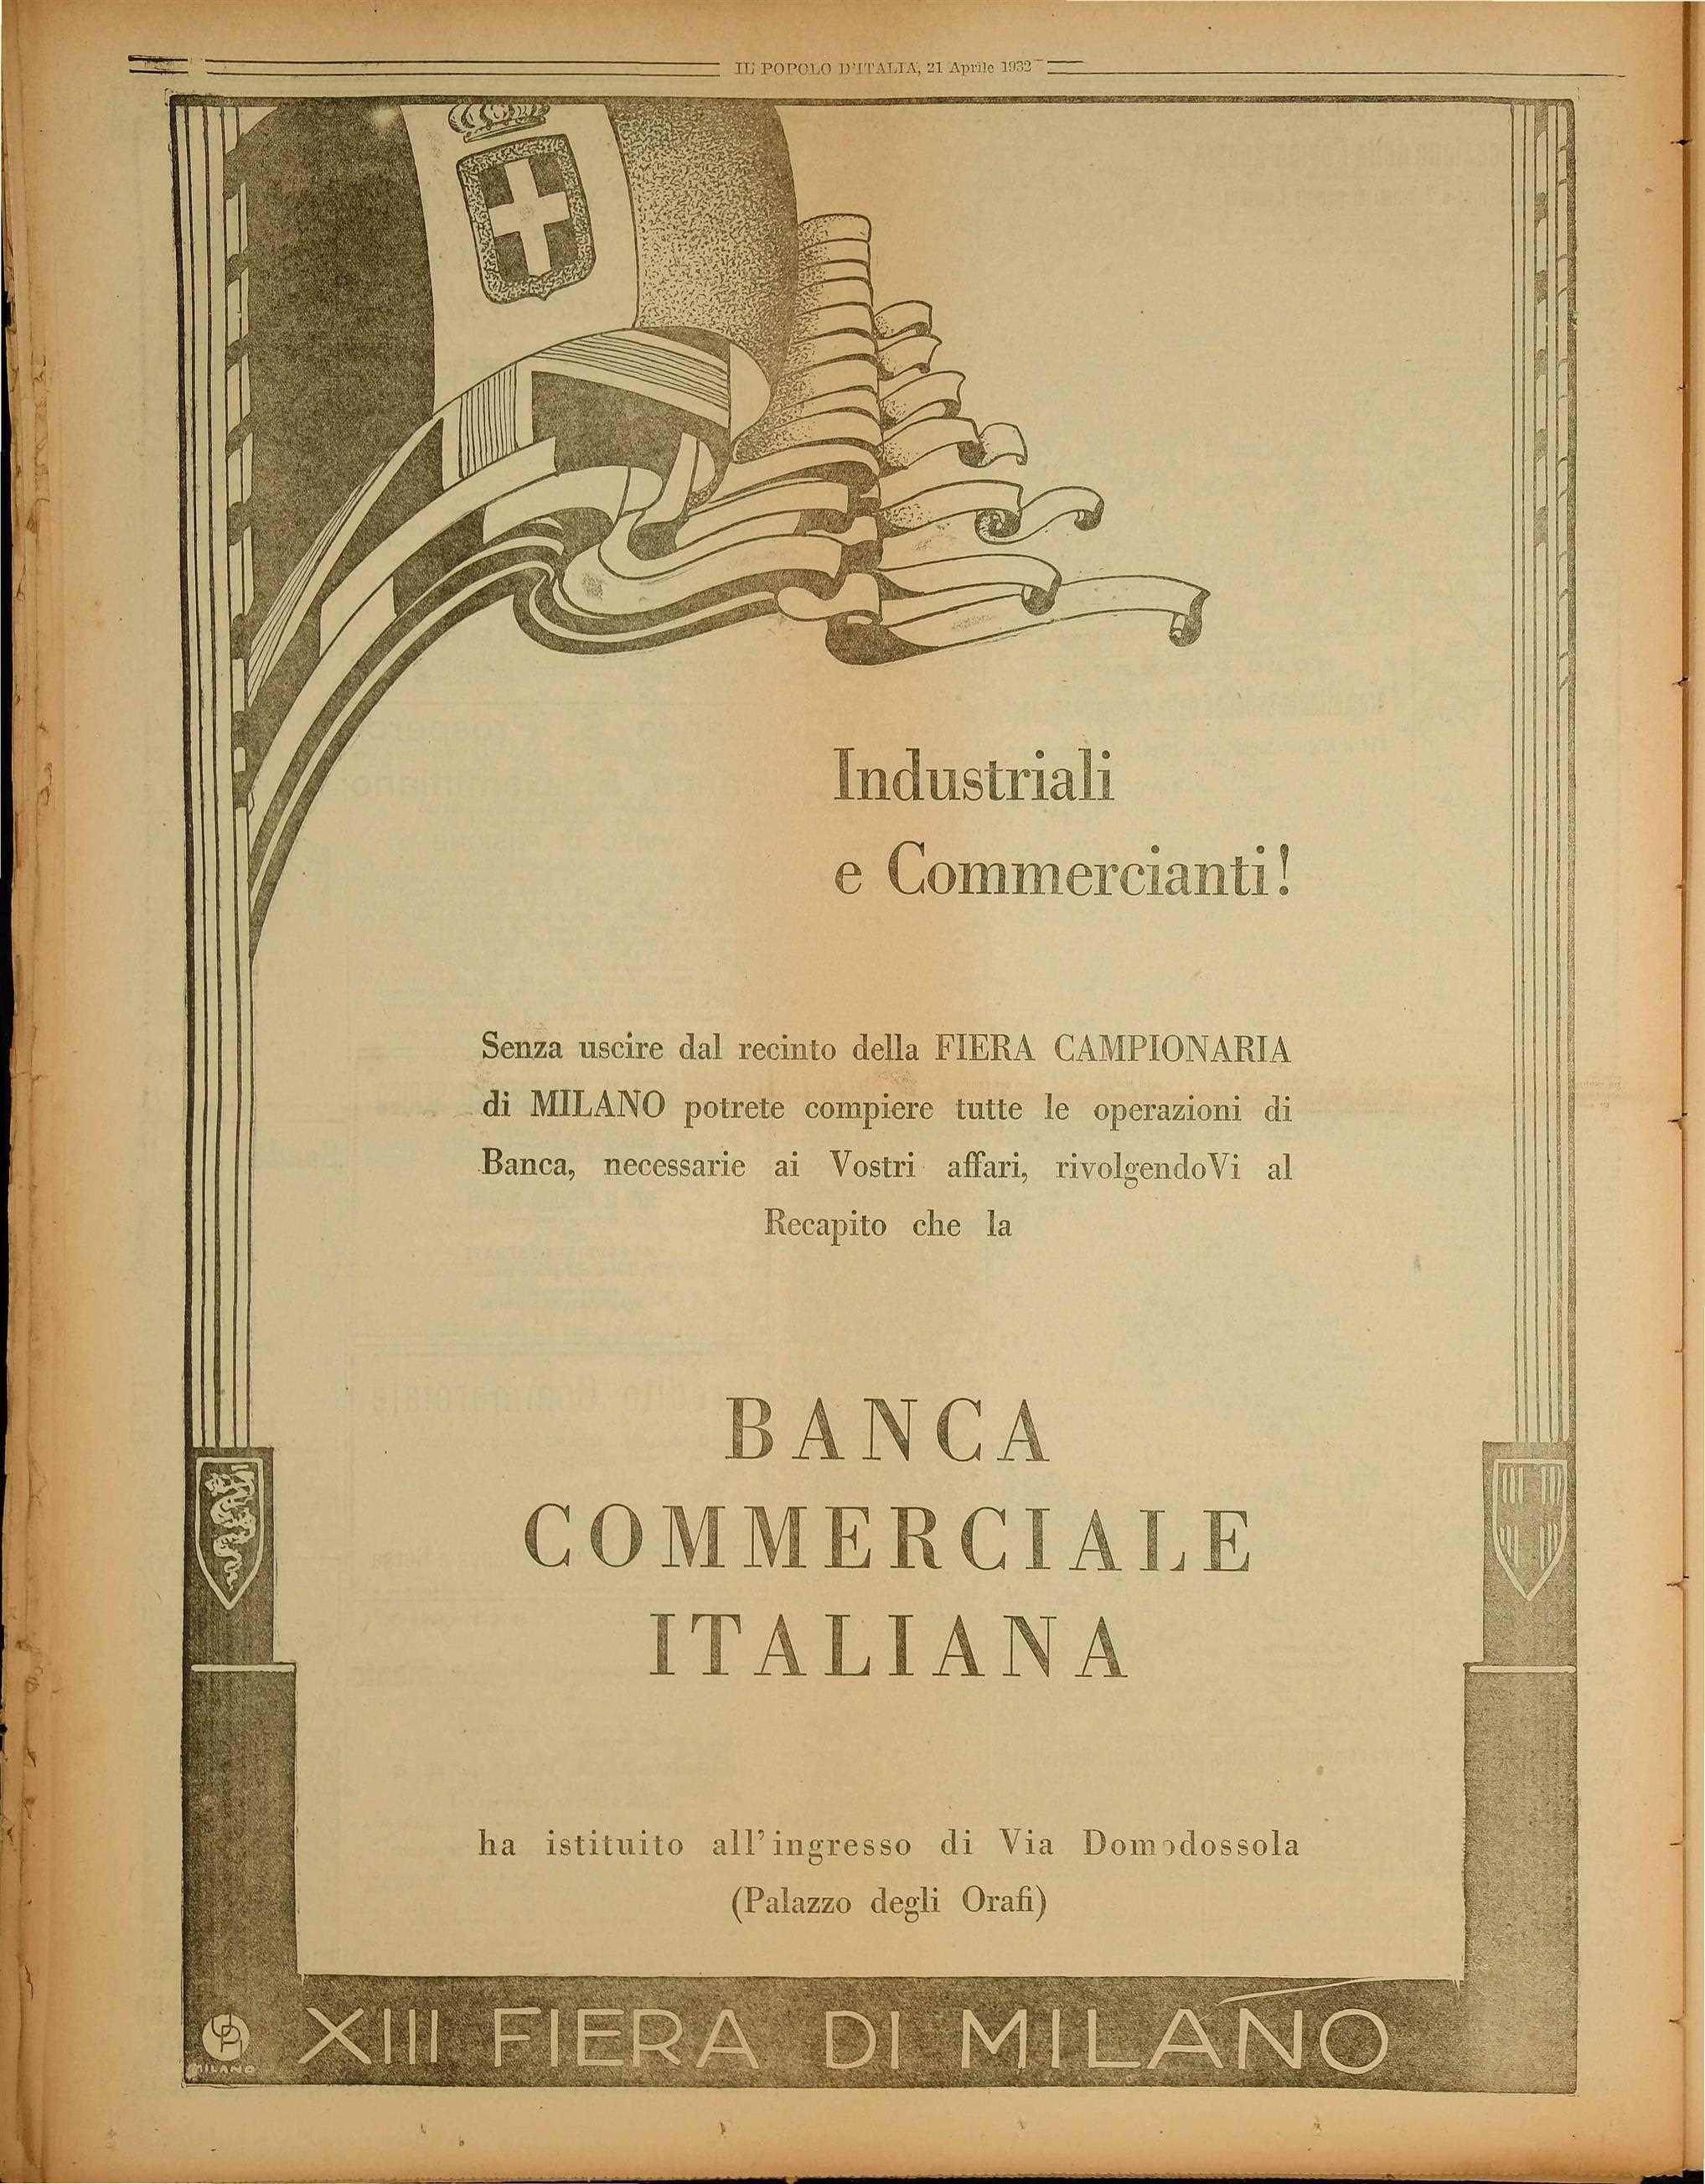 IL POPOLO D'ITALIA, 21 Aprile 1932
Industriali
e Commercianti!
Senza uscire dal recinto della FIERA CAMPIONARIA
di MILANO potrete compiere tutte le operazioni di
Banca, necessarie ai Vostri affari, rivolgendoVi al
Recapito che la
BANCA
COMMERCIALE
ITALIANA
ha istituito all'ingresso di Via Domodossola
(Palazzo degli Orafi)
XIII FIERA DI MILANO
UPI
MILANO